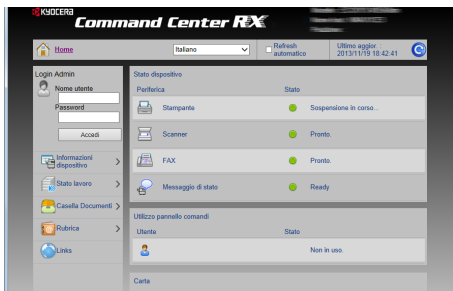 KYOCERA
Command Center RX
Home
Italiano
Refresh automatico
Ultimo aggior.
2013/11/19 18:42:41
Login Admin
Nome utente
Password
Accedi
Informazioni
dispositivo
Stato lavoro
Casella Documenti
Rubrica
Links
Stato dispositivo
Periferica Stato
Stampante Sospensione in corso...
Scanner Pronto.
FAX Pronto.
Messaggio di stato Ready
Utilizzo pannello comandi
Utente Stato
Non in uso.
Carta